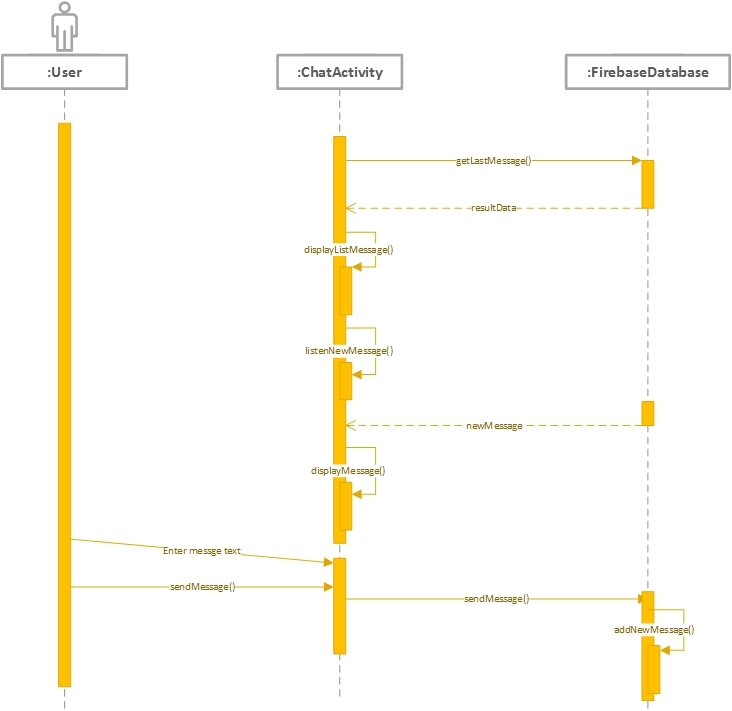 :User
:ChatActivity
:FirebaseDatabase
getLastMessage()
resultData
displayListMessage()
listenNewMessage()
newMessage
displayMessage()
Enter messge text
sendMessage()
sendMessage()
addNewMessage()